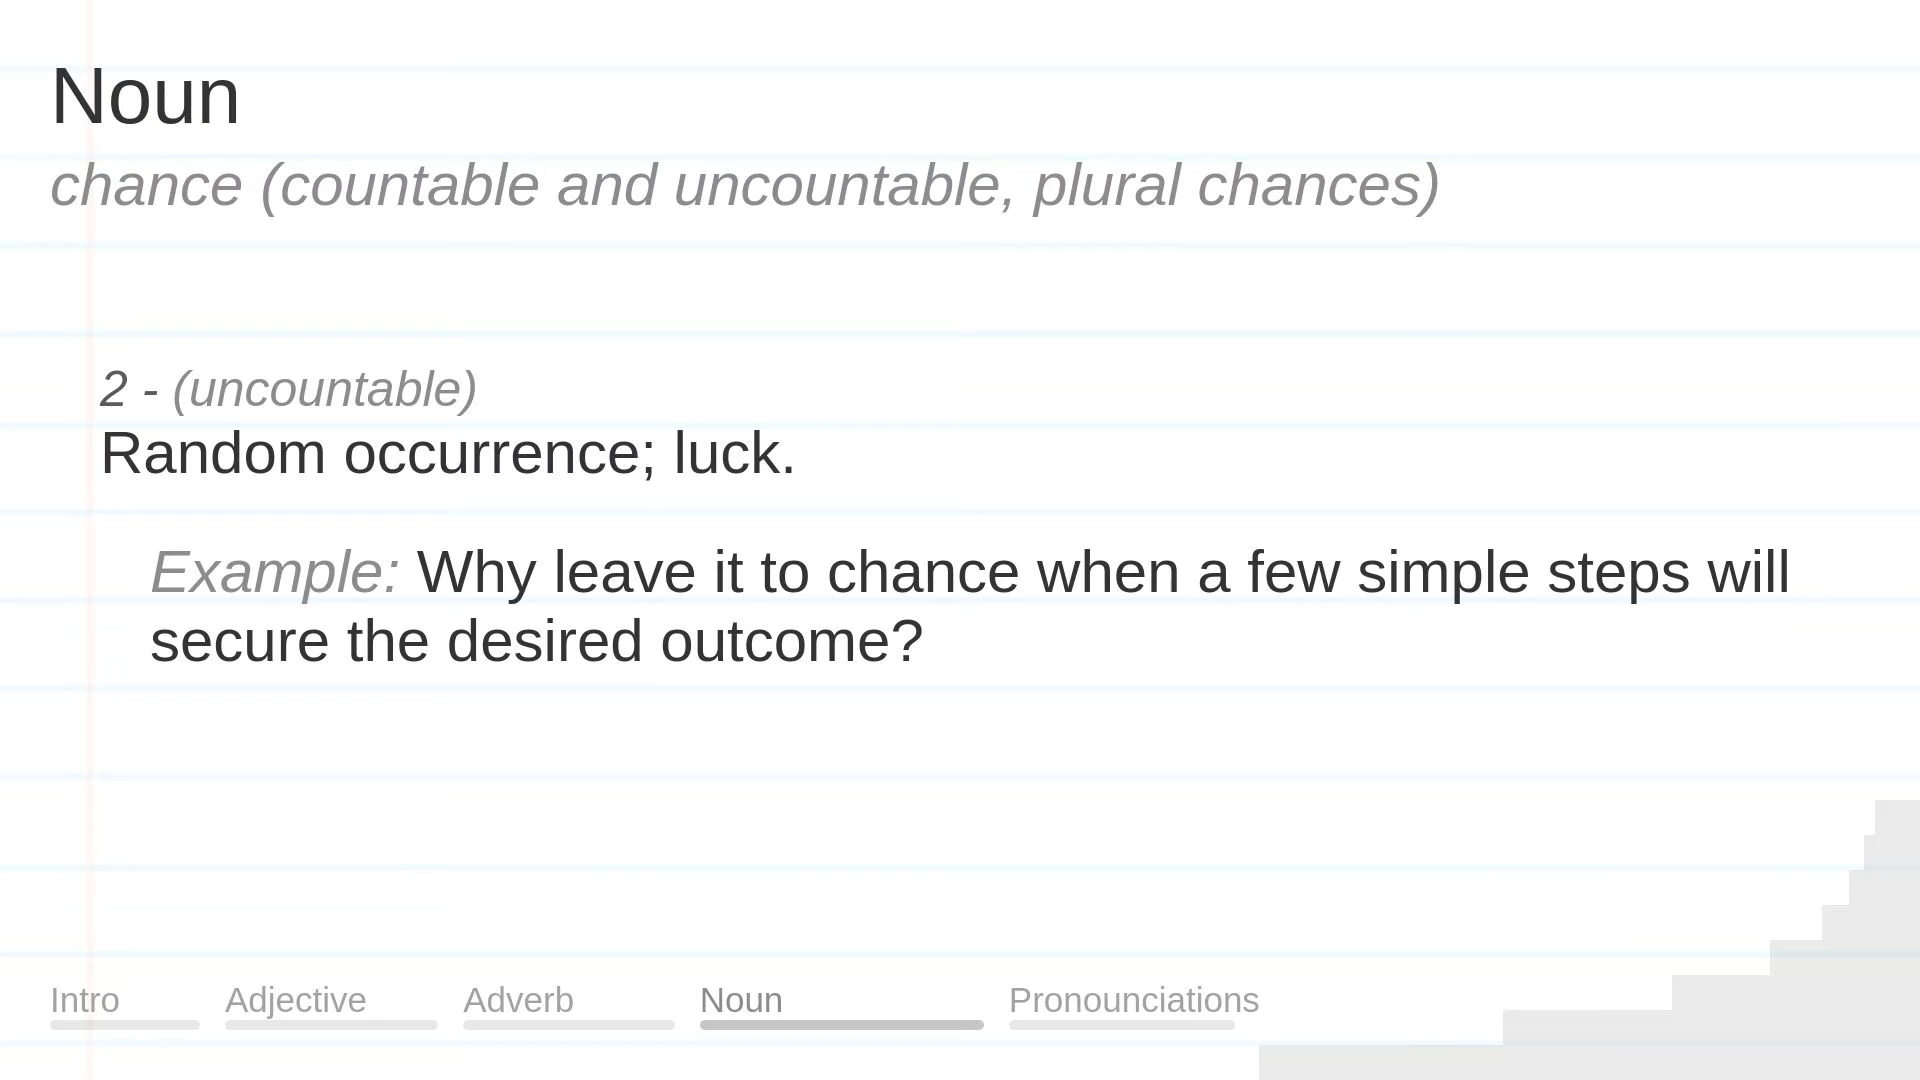 Noun
chance (countable and uncountable, plural chances)
2 - (uncountable)
Random occurrence; luck.
Example: Why leave it to chance when a few simple steps will
secure the desired outcome?
Intro Adjective Adverb Noun Pronounciations